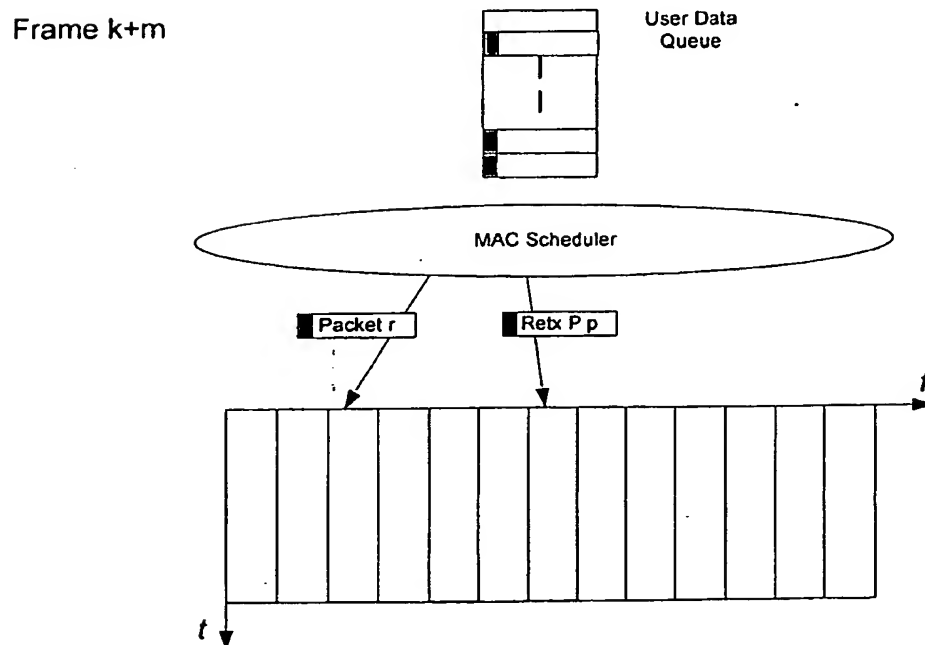 Frame k+m
User Data
Queue
MAC Scheduler
Packet r
Retx P p
f
t